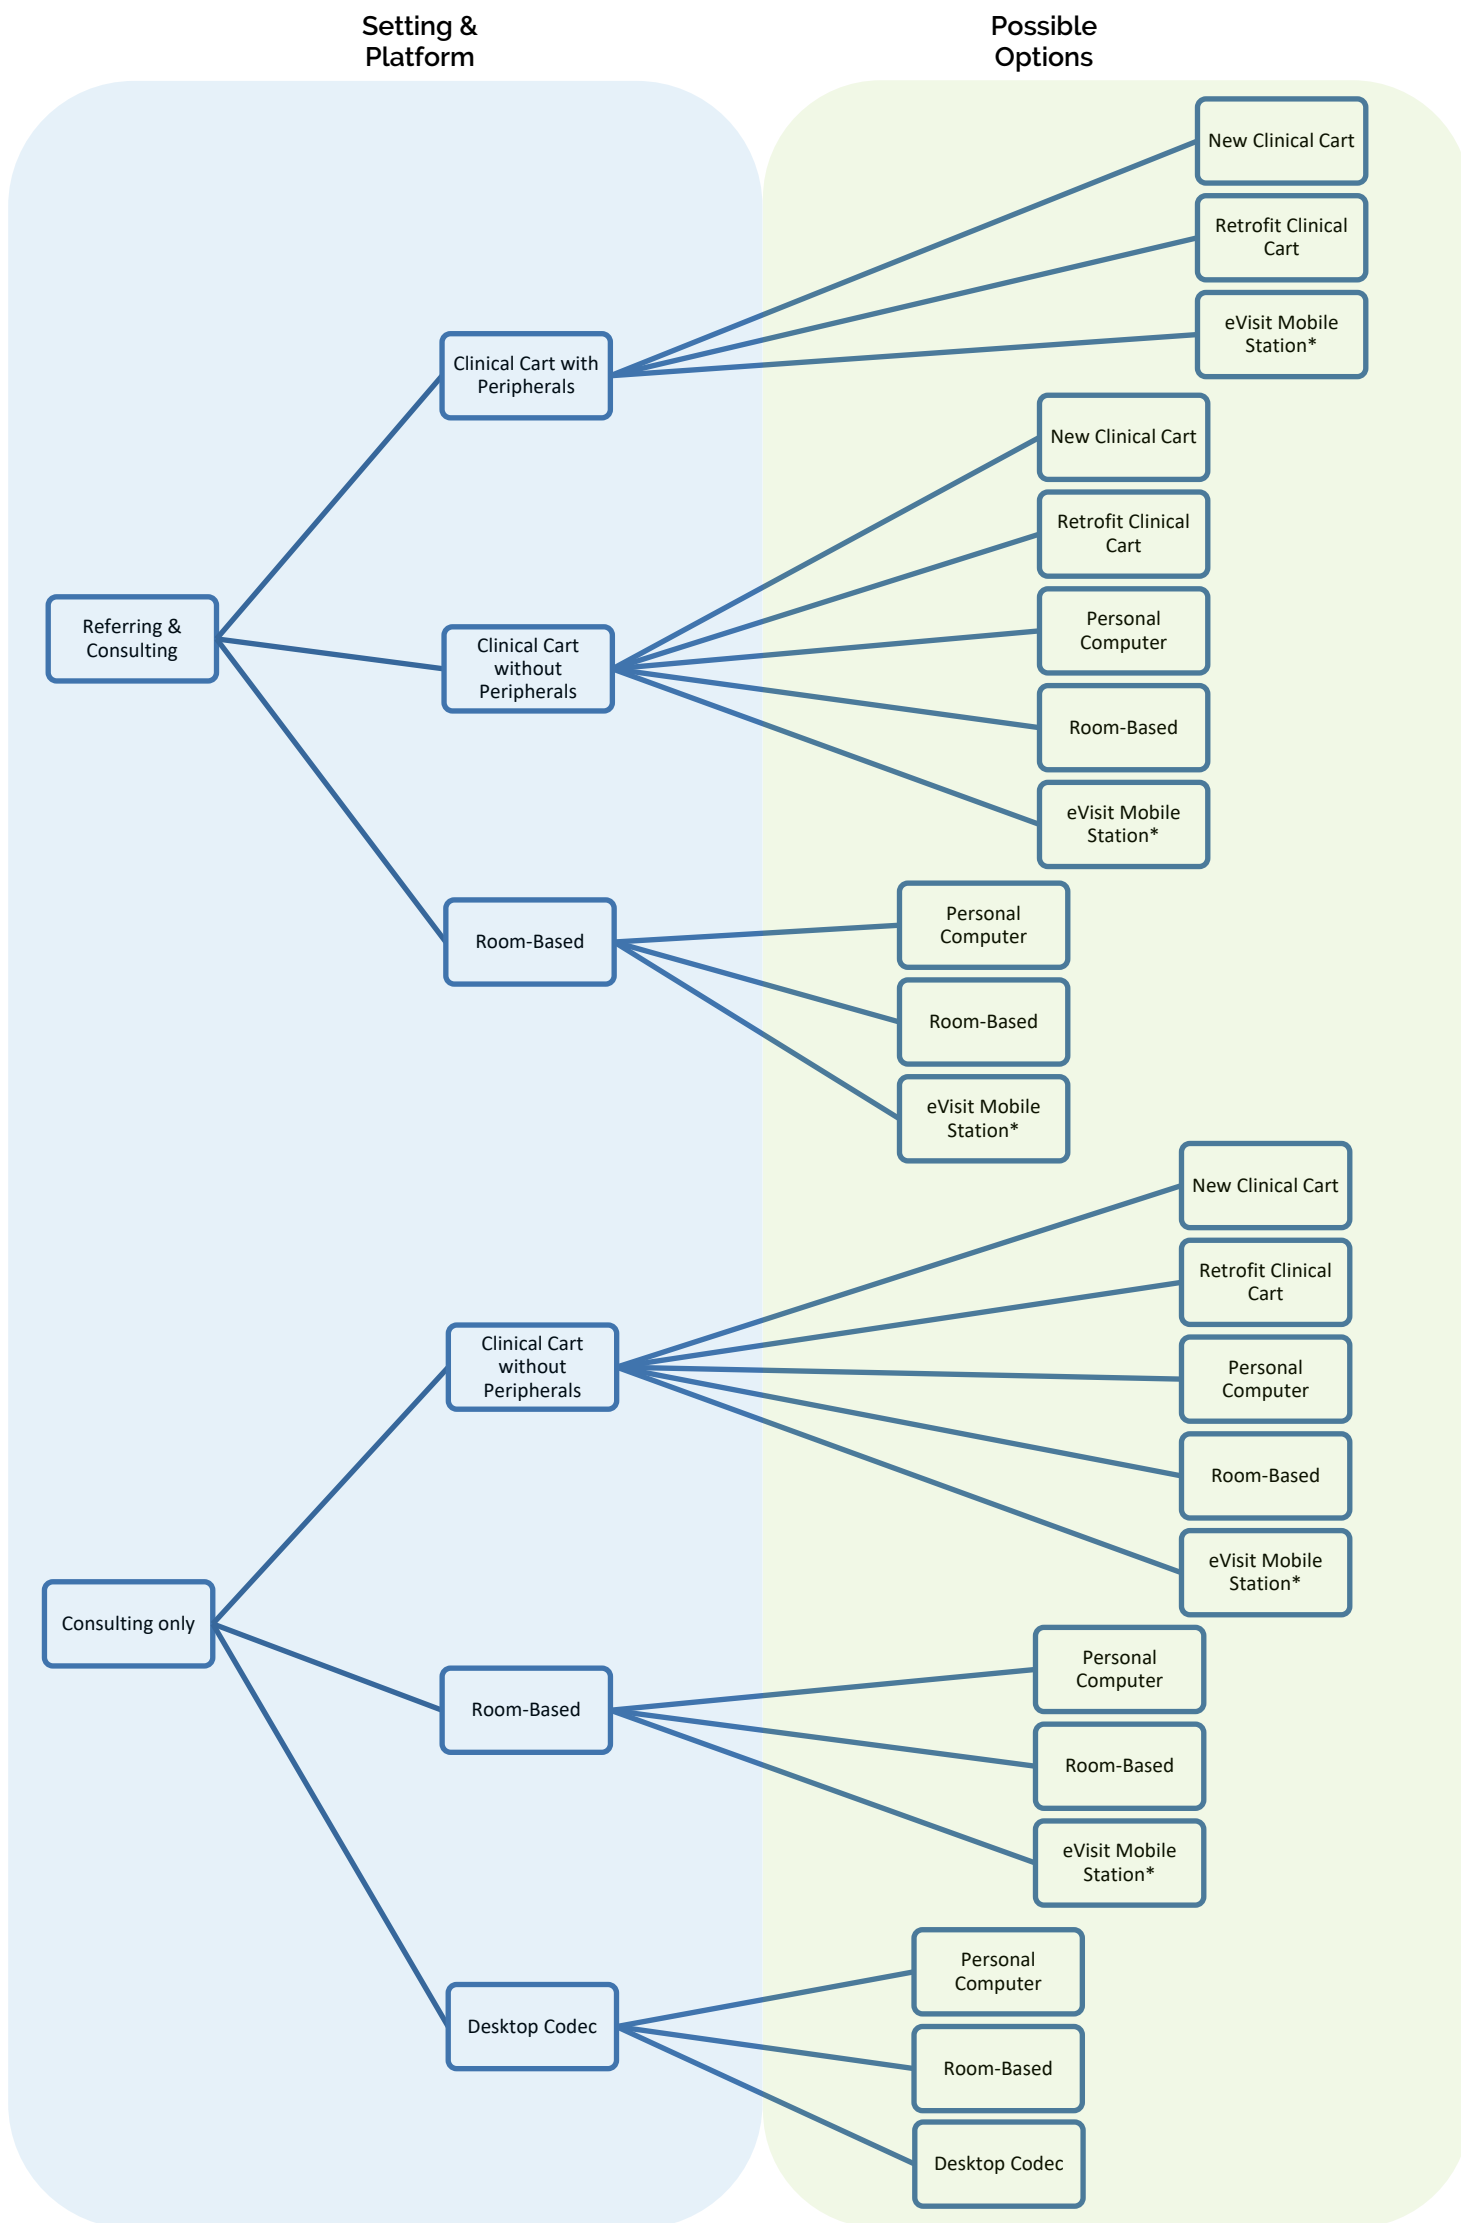 Setting &
Platform
Possible
Options
New Clinical Cart
Retrofit Clinical
Cart
eVisit Mobile
Station*
Clinical Cart with
Peripherals
New Clinical Cart
Retrofit Clinical
Cart
Personal
Computer
Room-Based
eVisit Mobile
Station*
Referring &
Consulting
Clinical Cart
without
Peripherals
Room-Based
Personal
Computer
Room-Based
eVisit Mobile
Station*
New Clinical Cart
Retrofit Clinical
Cart
Personal
Computer
Room-Based
eVisit Mobile
Station*
Clinical Cart
without
Peripherals
Consulting only
Room-Based
Personal
Computer
Room-Based
eVisit Mobile
Station*
Desktop Codec
Personal
Computer
Room-Based
Desktop Codec